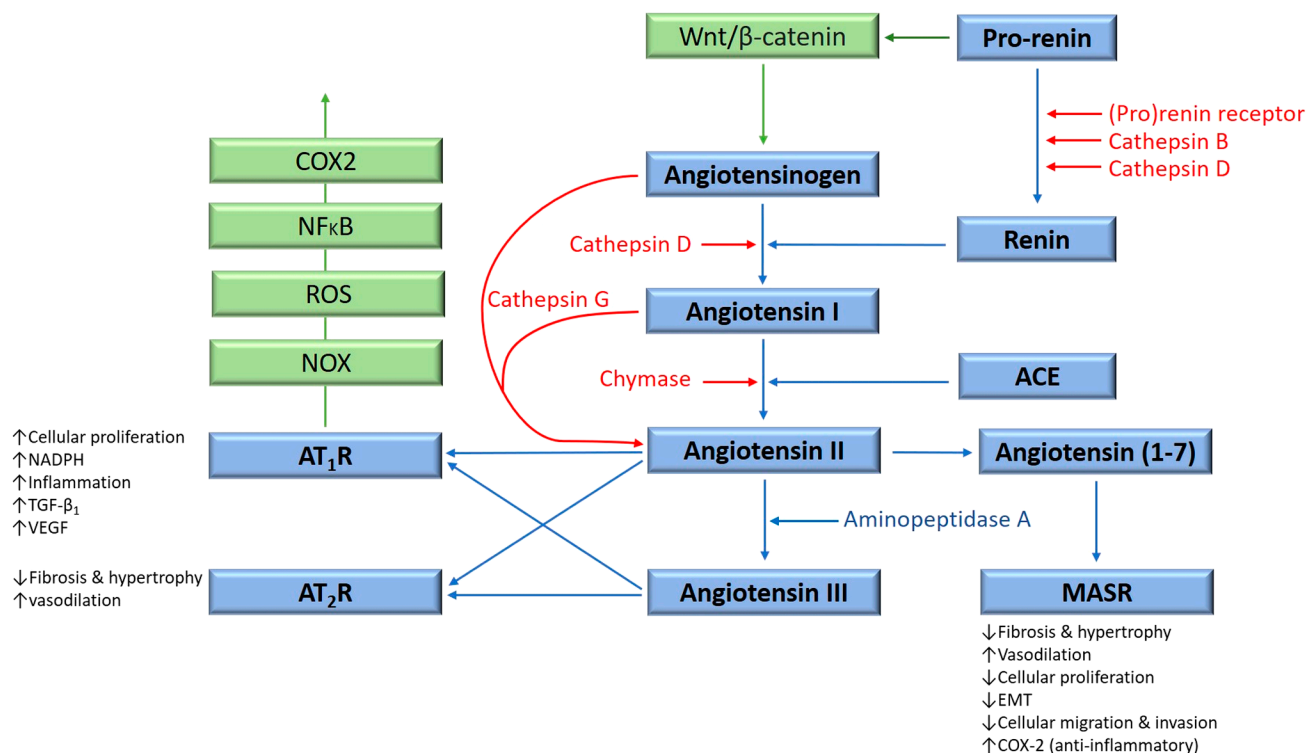 Wnt/β-catenin
Pro-renin
(Pro)renin receptor
Cathepsin B
Cathepsin D
COX2
Angiotensinogen
NFκB
Cathepsin D
Renin
ROS
Cathepsin G
Angiotensin I
NOX
Chymase
ACE
↑Cellular proliferation
↑NADPH
↑Inflammation
↑TGF-β₁
↑VEGF
AT₁R
Angiotensin II
Angiotensin (1-7)
Aminopeptidase A
↓Fibrosis & hypertrophy
↑vasodilation
AT₂R
Angiotensin III
MASR
↓Fibrosis & hypertrophy
↑Vasodilation
↓Cellular proliferation
↓EMT
↓Cellular migration & invasion
↑COX-2 (anti-inflammatory)